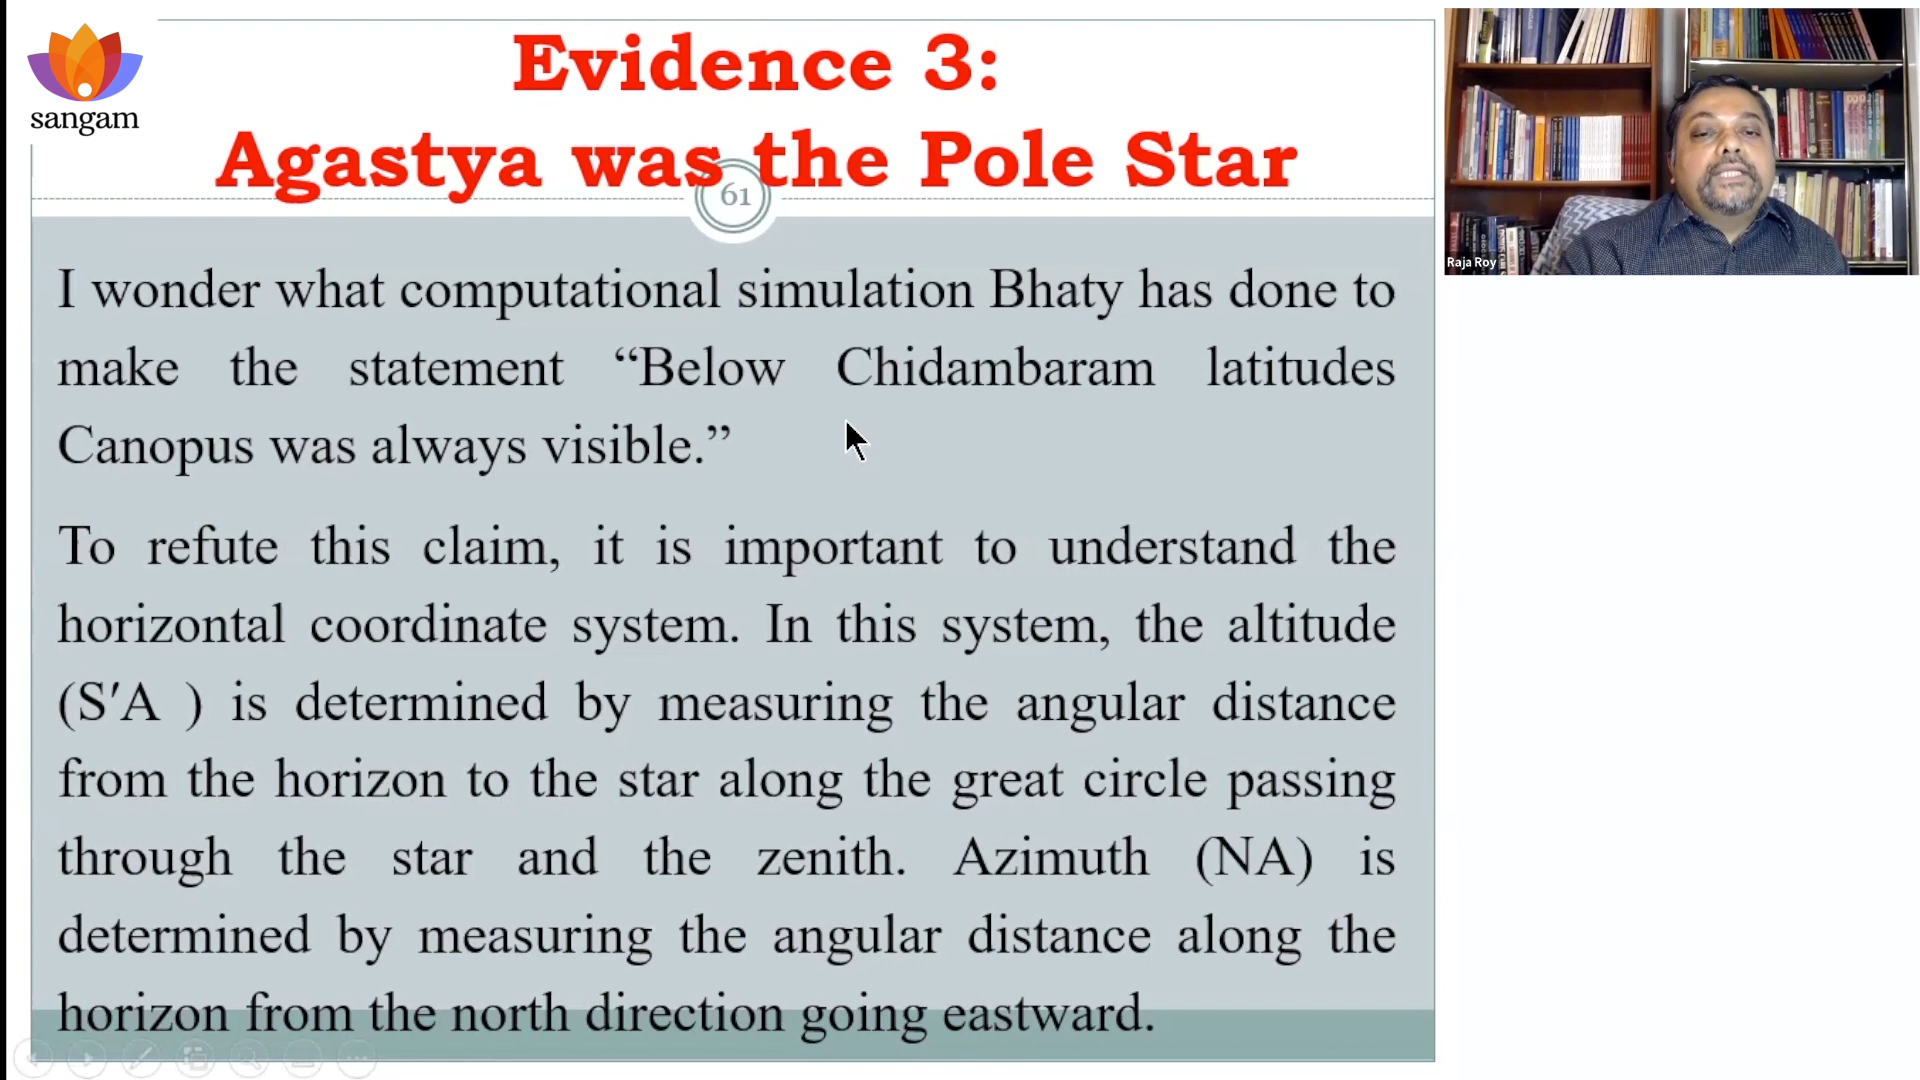 sangam
Evidence 3:
Agastya was the Pole Star
61
I wonder what computational simulation Bhaty has done to
make the statement “Below Chidambaram latitudes
Canopus was always visible.”
To refute this claim, it is important to understand the
horizontal coordinate system. In this system, the altitude
(S′A ) is determined by measuring the angular distance
from the horizon to the star along the great circle passing
through the star and the zenith. Azimuth (NA) is
determined by measuring the angular distance along the
horizon from the north direction going eastward.
Raja Roy